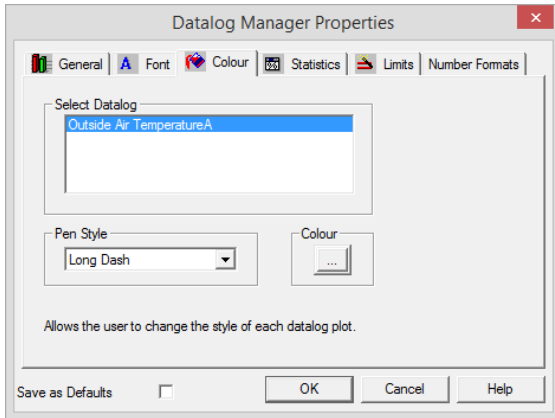 Datalog Manager Properties
General
Font
Colour
Statistics
Limits
Number Formats
Select Datalog
Outside Air TemperatureA
Pen Style
Colour
Long Dash
...
Allows the user to change the style of each datalog plot.
Save as Defaults
OK
Cancel
Help